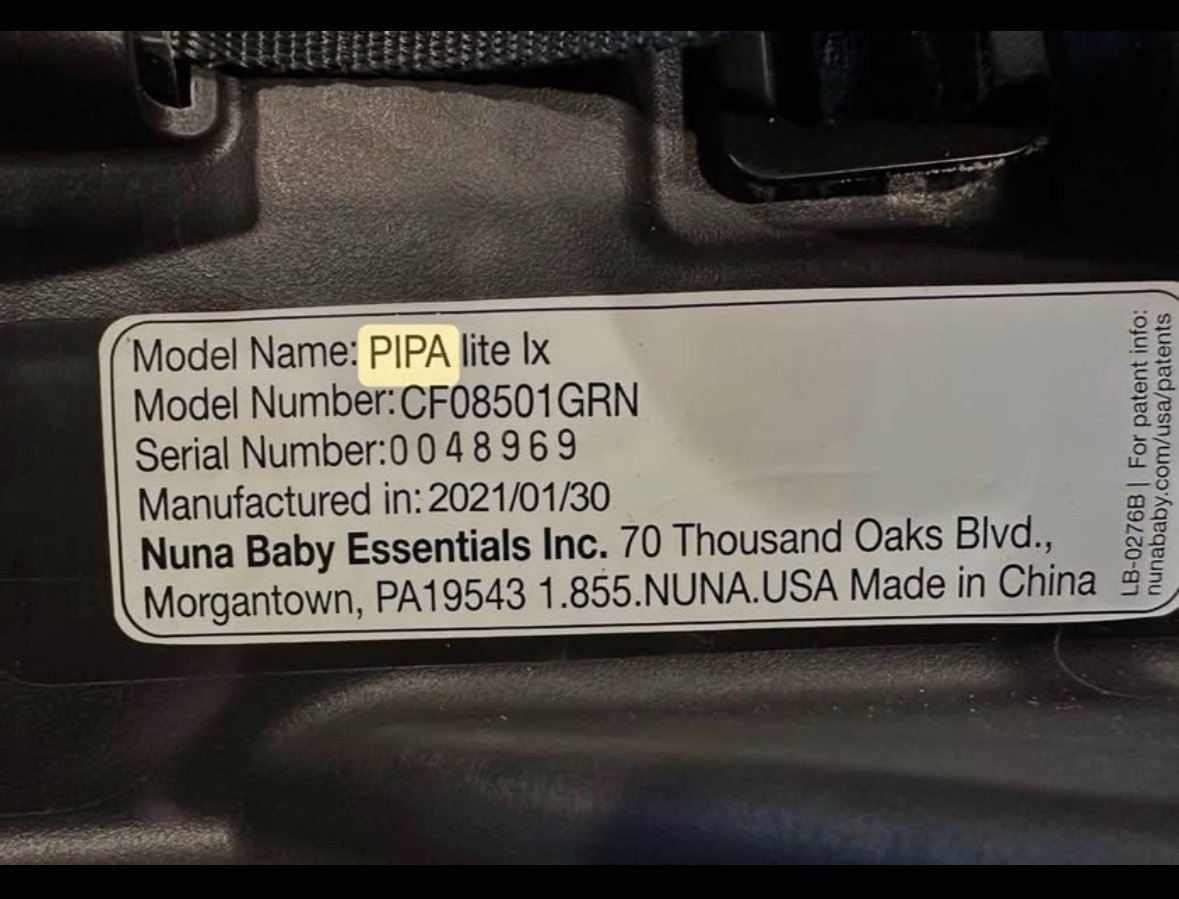 Model Name: PIPA lite lx
Model Number:CF08501GRN
Serial Number:0048969
Manufactured in: 2021/01/30
Nuna Baby Essentials Inc. 70 Thousand Oaks Blvd.,
Morgantown, PA19543 1.855.NUNA.USA Made in China
LB-0276B | For patent info:
nunababy.com/usa/patents